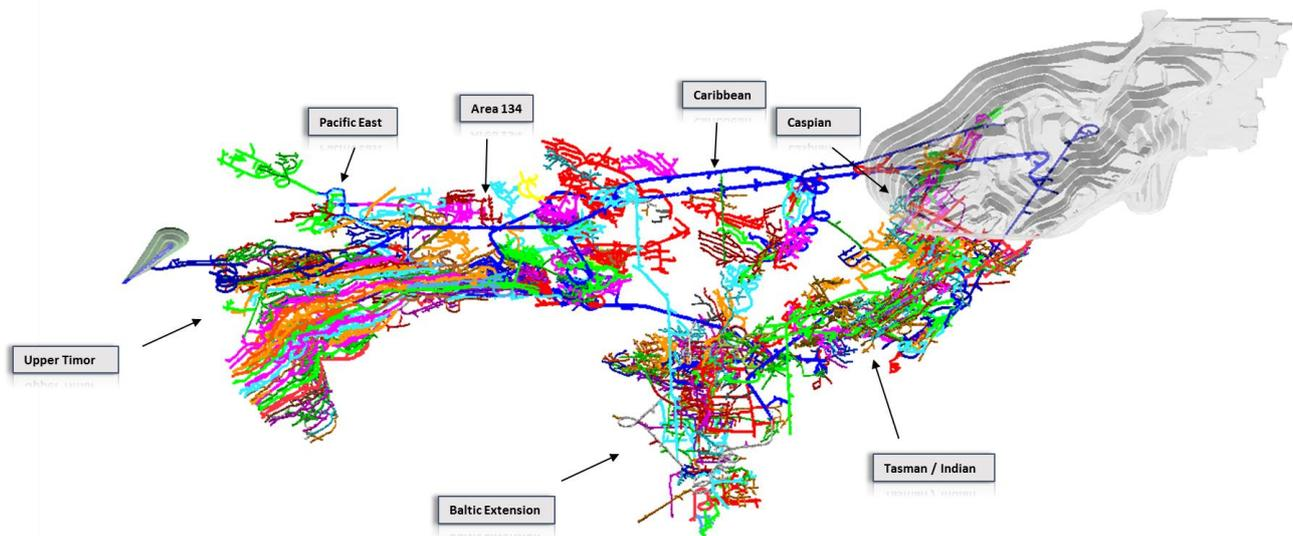 Caribbean
Area 134
Pacific East
Caspian
Upper Timor
Tasman / Indian
Baltic Extension